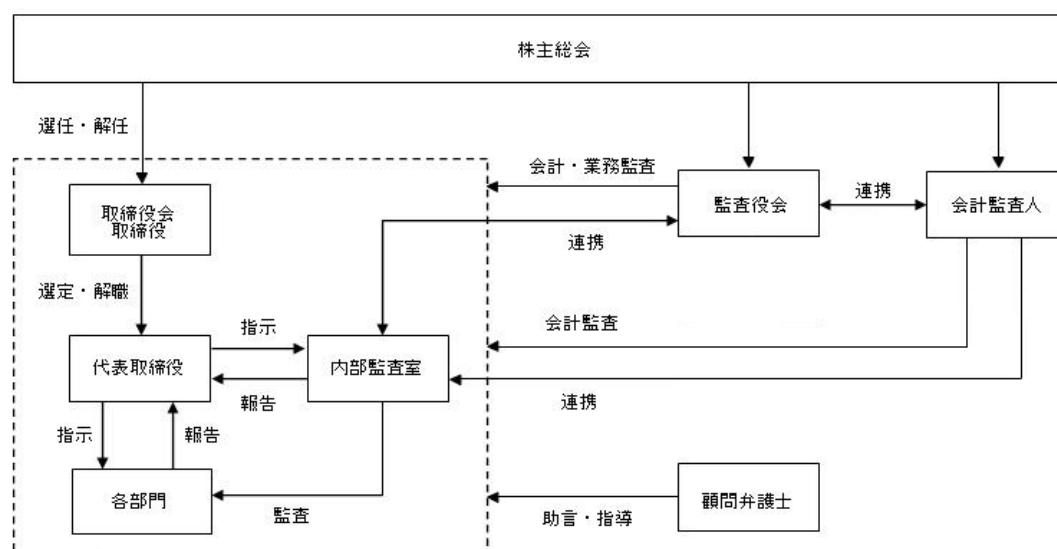 株主総会
選任・解任
会計・業務監査
取締役会
取締役
監査役会
連携
会計監査人
連携
選定・解職
指示
会計監査
代表取締役
内部監査室
報告
連携
指示
報告
各部門
監査
顧問弁護士
助言・指導